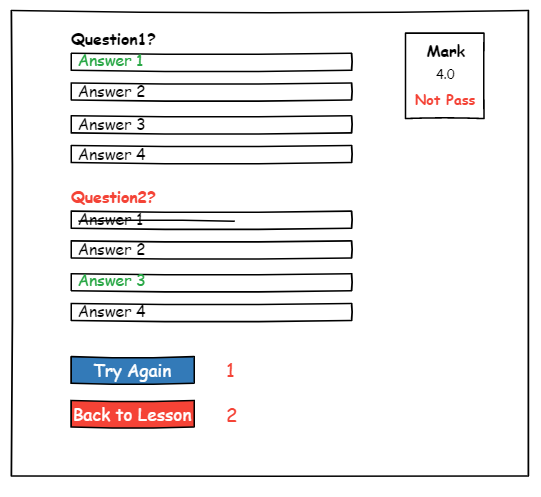 Question1?
Answer 1
Answer 2
Answer 3
Answer 4
Mark
4.0
Not Pass
Question2?
Answer 1
Answer 2
Answer 3
Answer 4
Try Again 1
Back to Lesson 2